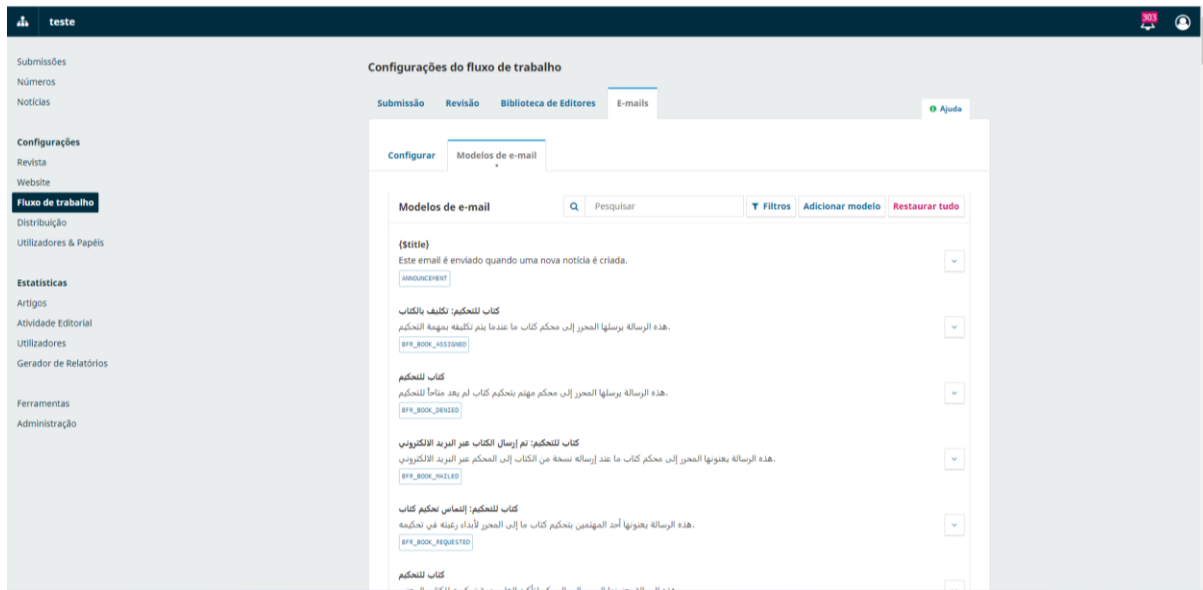 teste
303
Submissões
Números
Notícias
Configurações
Revista
Website
Fluxo de trabalho
Distribuição
Utilizadores & Papéis
Estatísticas
Artigos
Atividade Editorial
Utilizadores
Gerador de Relatórios
Ferramentas
Administração
Configurações do fluxo de trabalho
Submissão Revisão Biblioteca de Editores E-mails
Ajuda
Configurar Modelos de e-mail
Modelos de e-mail Pesquisar Filtros Adicionar modelo Restaurar tudo
{$title}
Este email é enviado quando uma nova notícia é criada.
ANNOUNCEMENT
كتاب للتحكيم: تكليف بالكتاب
هذه الرسالة يرسلها المحرر إلى محكم كتاب ما عندما يتم تكليفه بمهمة التحكيم.
BFR_BOOK_ASSIGNED
كتاب للتحكيم
هذه الرسالة يرسلها المحرر إلى محكم مهتم بتحكيم كتاب لم يعد متاحاً للتحكيم.
BFR_BOOK_DENIED
كتاب للتحكيم: تم إرسال الكتاب عبر البريد الالكتروني
هذه الرسالة يعنونها المحرر إلى محكم كتاب ما عند إرساله نسخة من الكتاب إلى المحكم عبر البريد الالكتروني.
BFR_BOOK_MAILED
كتاب للتحكيم: إلتماس تحكيم كتاب
هذه الرسالة يعنونها أحد المهتمين بتحكيم كتاب ما إلى المحرر لأبداء رغبته في تحكيمه.
BFR_BOOK_REQUESTED
كتاب للتحكيم